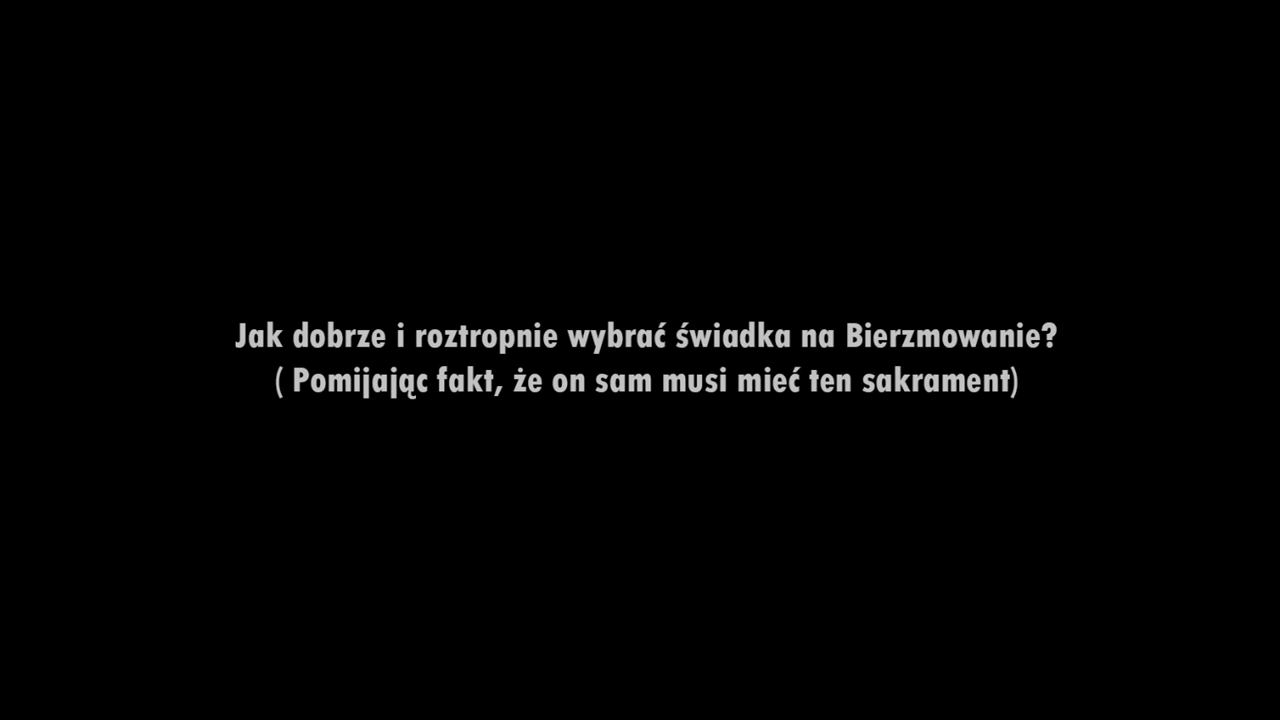 Jak dobrze i roztropnie wybrać świadka na Bierzmowanie?
( Pomijając fakt, że on sam musi mieć ten sakrament)